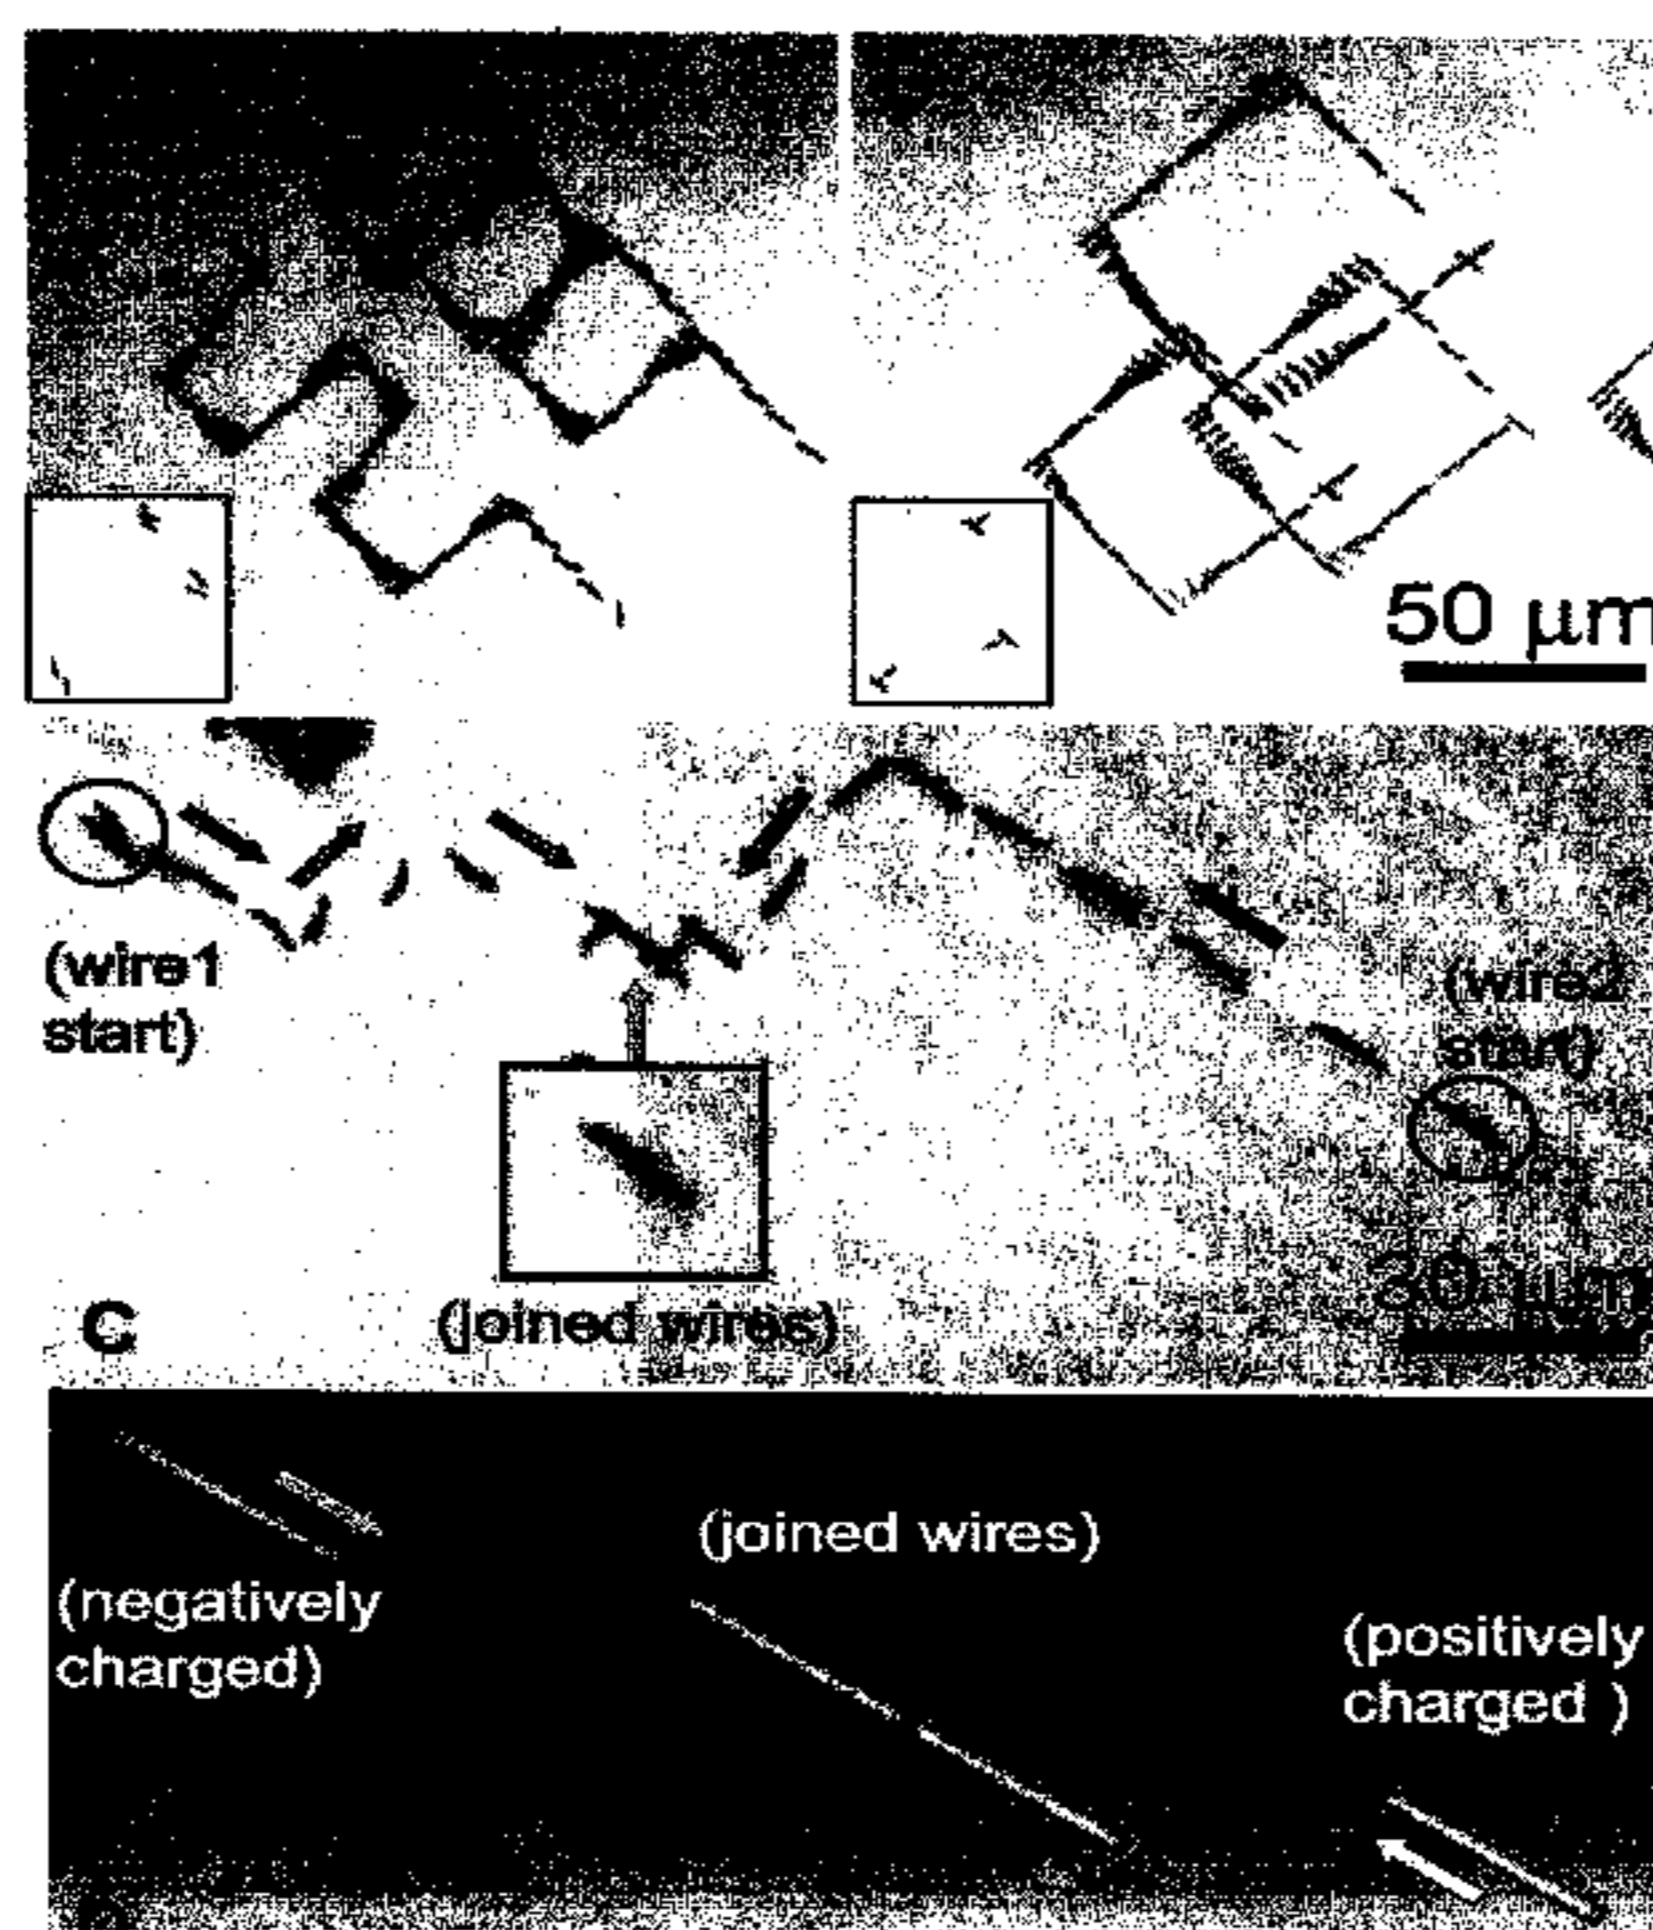 50 μm
(wire1
start)
(wire2
start)
30 μm
C
(joined wires)
(joined wires)
(negatively
charged)
(positively
charged )